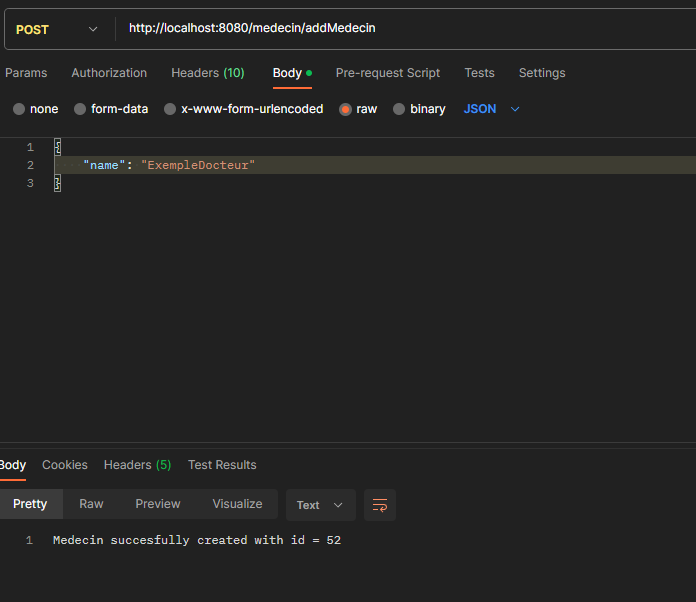 POST http://localhost:8080/medecin/addMedecin
Params Authorization Headers (10) Body Pre-request Script Tests Settings
none form-data x-www-form-urlencoded raw binary JSON
1 {
2 "name": "ExempleDocteur"
3 }
Body Cookies Headers (5) Test Results
Pretty Raw Preview Visualize Text
1 Medecin succesfully created with id = 52